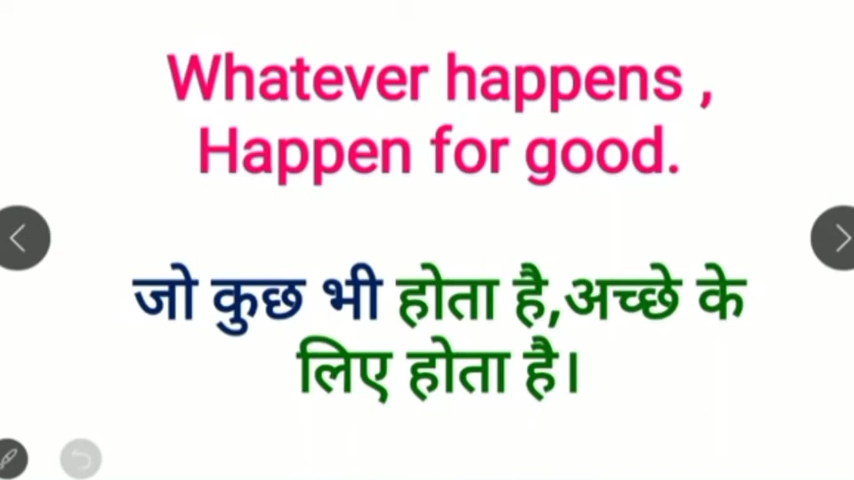 Whatever happens ,
Happen for good.
जो कुछ भी होता है,अच्छे के
लिए होता है।